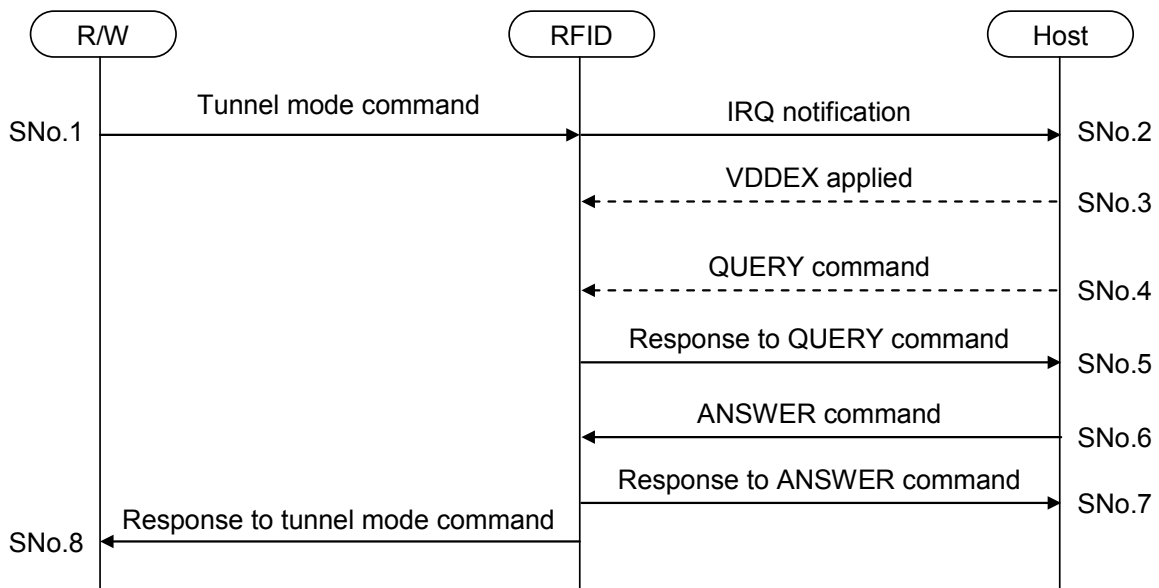 R/W
RFID
Host
Tunnel mode command
IRQ notification
SNo.1
SNo.2
VDDEX applied
SNo.3
QUERY command
SNo.4
Response to QUERY command
SNo.5
ANSWER command
SNo.6
Response to ANSWER command
SNo.7
Response to tunnel mode command
SNo.8